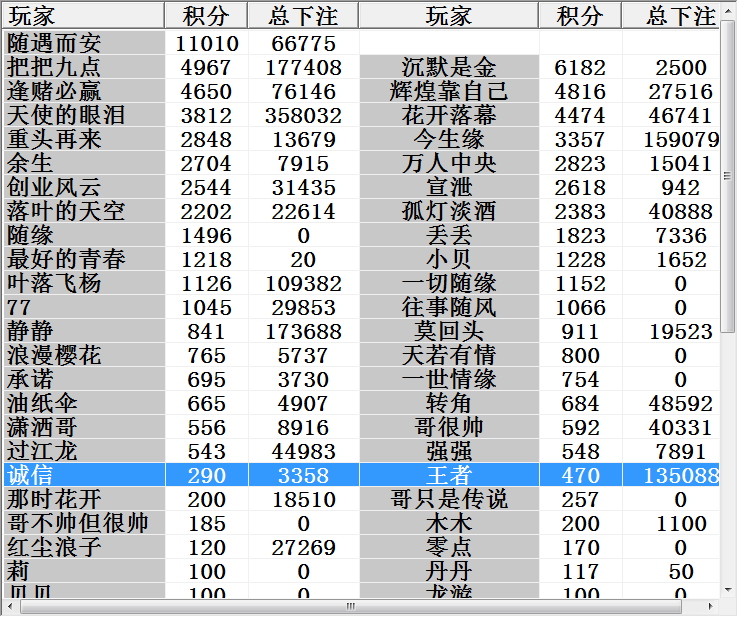 玩家 积分 总下注 玩家 积分 总下注
随遇而安 11010 66775
把把九点 4967 177408 沉默是金 6182 2500
逢赌必赢 4650 76146 辉煌靠自己 4816 27516
天使的眼泪 3812 358032 花开落幕 4474 46741
重头再来 2848 13679 今生缘 3357 159079
余生 2704 7915 万人中央 2823 15041
创业风云 2544 31435 宣泄 2618 942
落叶的天空 2202 22614 孤灯淡酒 2383 40888
随缘 1496 0 丢丢 1823 7336
最好的青春 1218 20 小贝 1228 1652
叶落飞杨 1126 109382 一切随缘 1152 0
77 1045 29853 往事随风 1066 0
静静 841 173688 莫回头 911 19523
浪漫樱花 765 5737 天若有情 800 0
承诺 695 3730 一世情缘 754 0
油纸伞 665 4907 转角 684 48592
潇洒哥 556 8916 哥很帅 592 40331
过江龙 543 44983 强强 548 7891
诚信 290 3358 王者 470 135088
那时花开 200 18510 哥只是传说 257 0
哥不帅但很帅 185 0 木木 200 1100
红尘浪子 120 27269 零点 170 0
莉 100 0 丹丹 117 50
贝贝 100 0 龙游 100 0